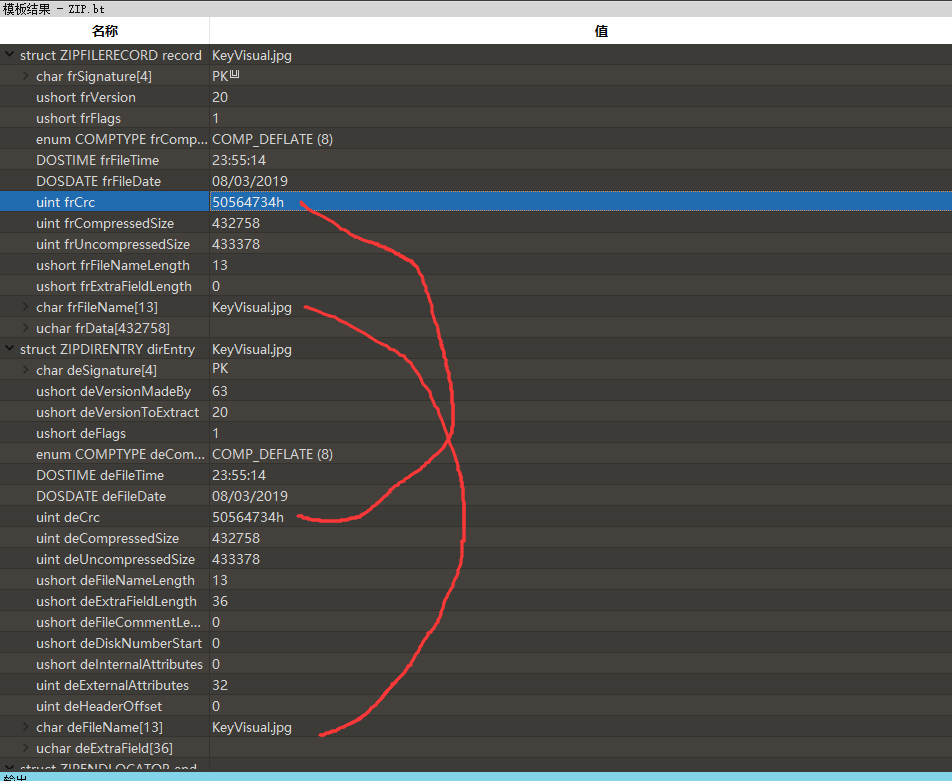 模板结果 - ZIP.bt
名称 值
struct ZIPFILERECORD record KeyVisual.jpg
char frSignature[4] PK
ushort frVersion 20
ushort frFlags 1
enum COMPTYPE frComp... COMP_DEFLATE (8)
DOSTIME frFileTime 23:55:14
DOSDATE frFileDate 08/03/2019
uint frCrc 50564734h
uint frCompressedSize 432758
uint frUncompressedSize 433378
ushort frFileNameLength 13
ushort frExtraFieldLength 0
char frFileName[13] KeyVisual.jpg
uchar frData[432758]
struct ZIPDIRENTRY dirEntry KeyVisual.jpg
char deSignature[4] PK
ushort deVersionMadeBy 63
ushort deVersionToExtract 20
ushort deFlags 1
enum COMPTYPE deCom... COMP_DEFLATE (8)
DOSTIME deFileTime 23:55:14
DOSDATE deFileDate 08/03/2019
uint deCrc 50564734h
uint deCompressedSize 432758
uint deUncompressedSize 433378
ushort deFileNameLength 13
ushort deExtraFieldLength 36
ushort deFileCommentLe... 0
ushort deDiskNumberStart 0
ushort deInternalAttributes 0
uint deExternalAttributes 32
uint deHeaderOffset 0
char deFileName[13] KeyVisual.jpg
uchar deExtraField[36]
struct ZIPENDLOCATOR end
输出